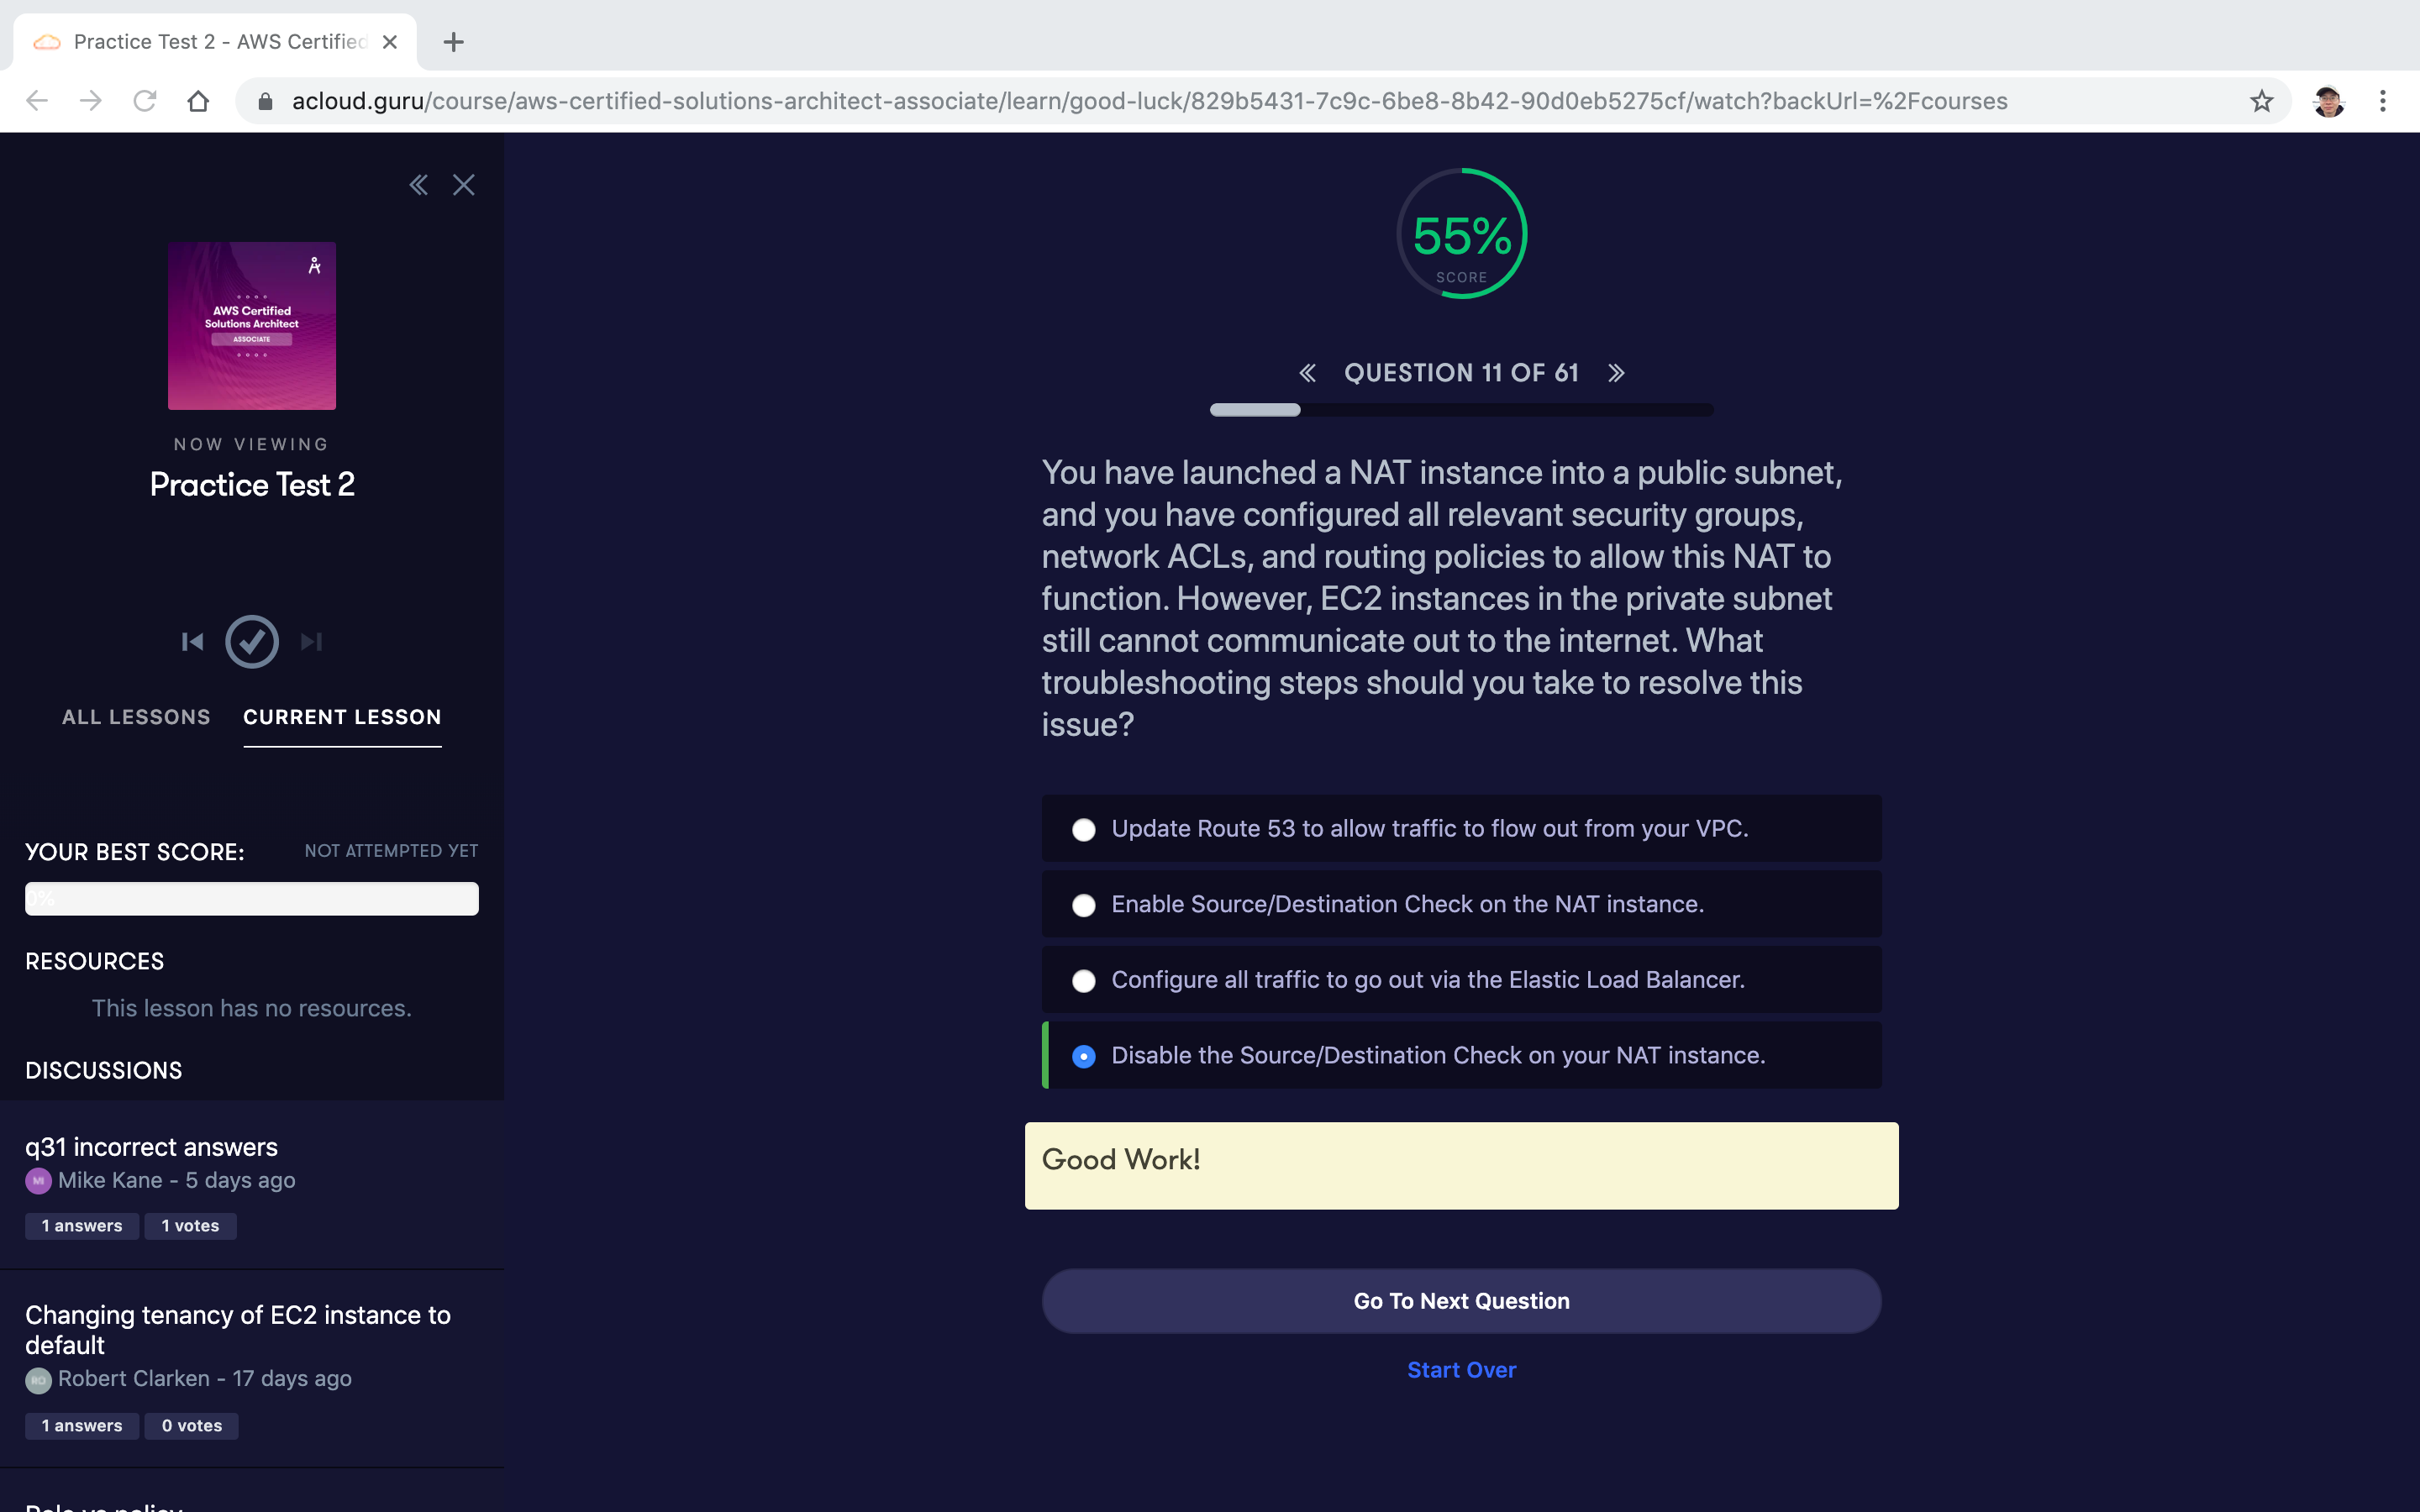 Practice Test 2 - AWS Certified
acloud.guru/course/aws-certified-solutions-architect-associate/learn/good-luck/829b5431-7c9c-6be8-8b42-90d0eb5275cf/watch?backUrl=%2Fcourses
AWS Certified
Solutions Architect
ASSOCIATE
NOW VIEWING
Practice Test 2
ALL LESSONS
CURRENT LESSON
YOUR BEST SCORE:
NOT ATTEMPTED YET
0%
RESOURCES
This lesson has no resources.
DISCUSSIONS
q31 incorrect answers
MI
Mike Kane - 5 days ago
1 answers
1 votes
Changing tenancy of EC2 instance to
default
Robert Clarken - 17 days ago
1 answers
0 votes
55%
SCORE
QUESTION 11 OF 61
You have launched a NAT instance into a public subnet,
and you have configured all relevant security groups,
network ACLs, and routing policies to allow this NAT to
function. However, EC2 instances in the private subnet
still cannot communicate out to the internet. What
troubleshooting steps should you take to resolve this
issue?
Update Route 53 to allow traffic to flow out from your VPC.
Enable Source/Destination Check on the NAT instance.
Configure all traffic to go out via the Elastic Load Balancer.
Disable the Source/Destination Check on your NAT instance.
Good Work!
Go To Next Question
Start Over